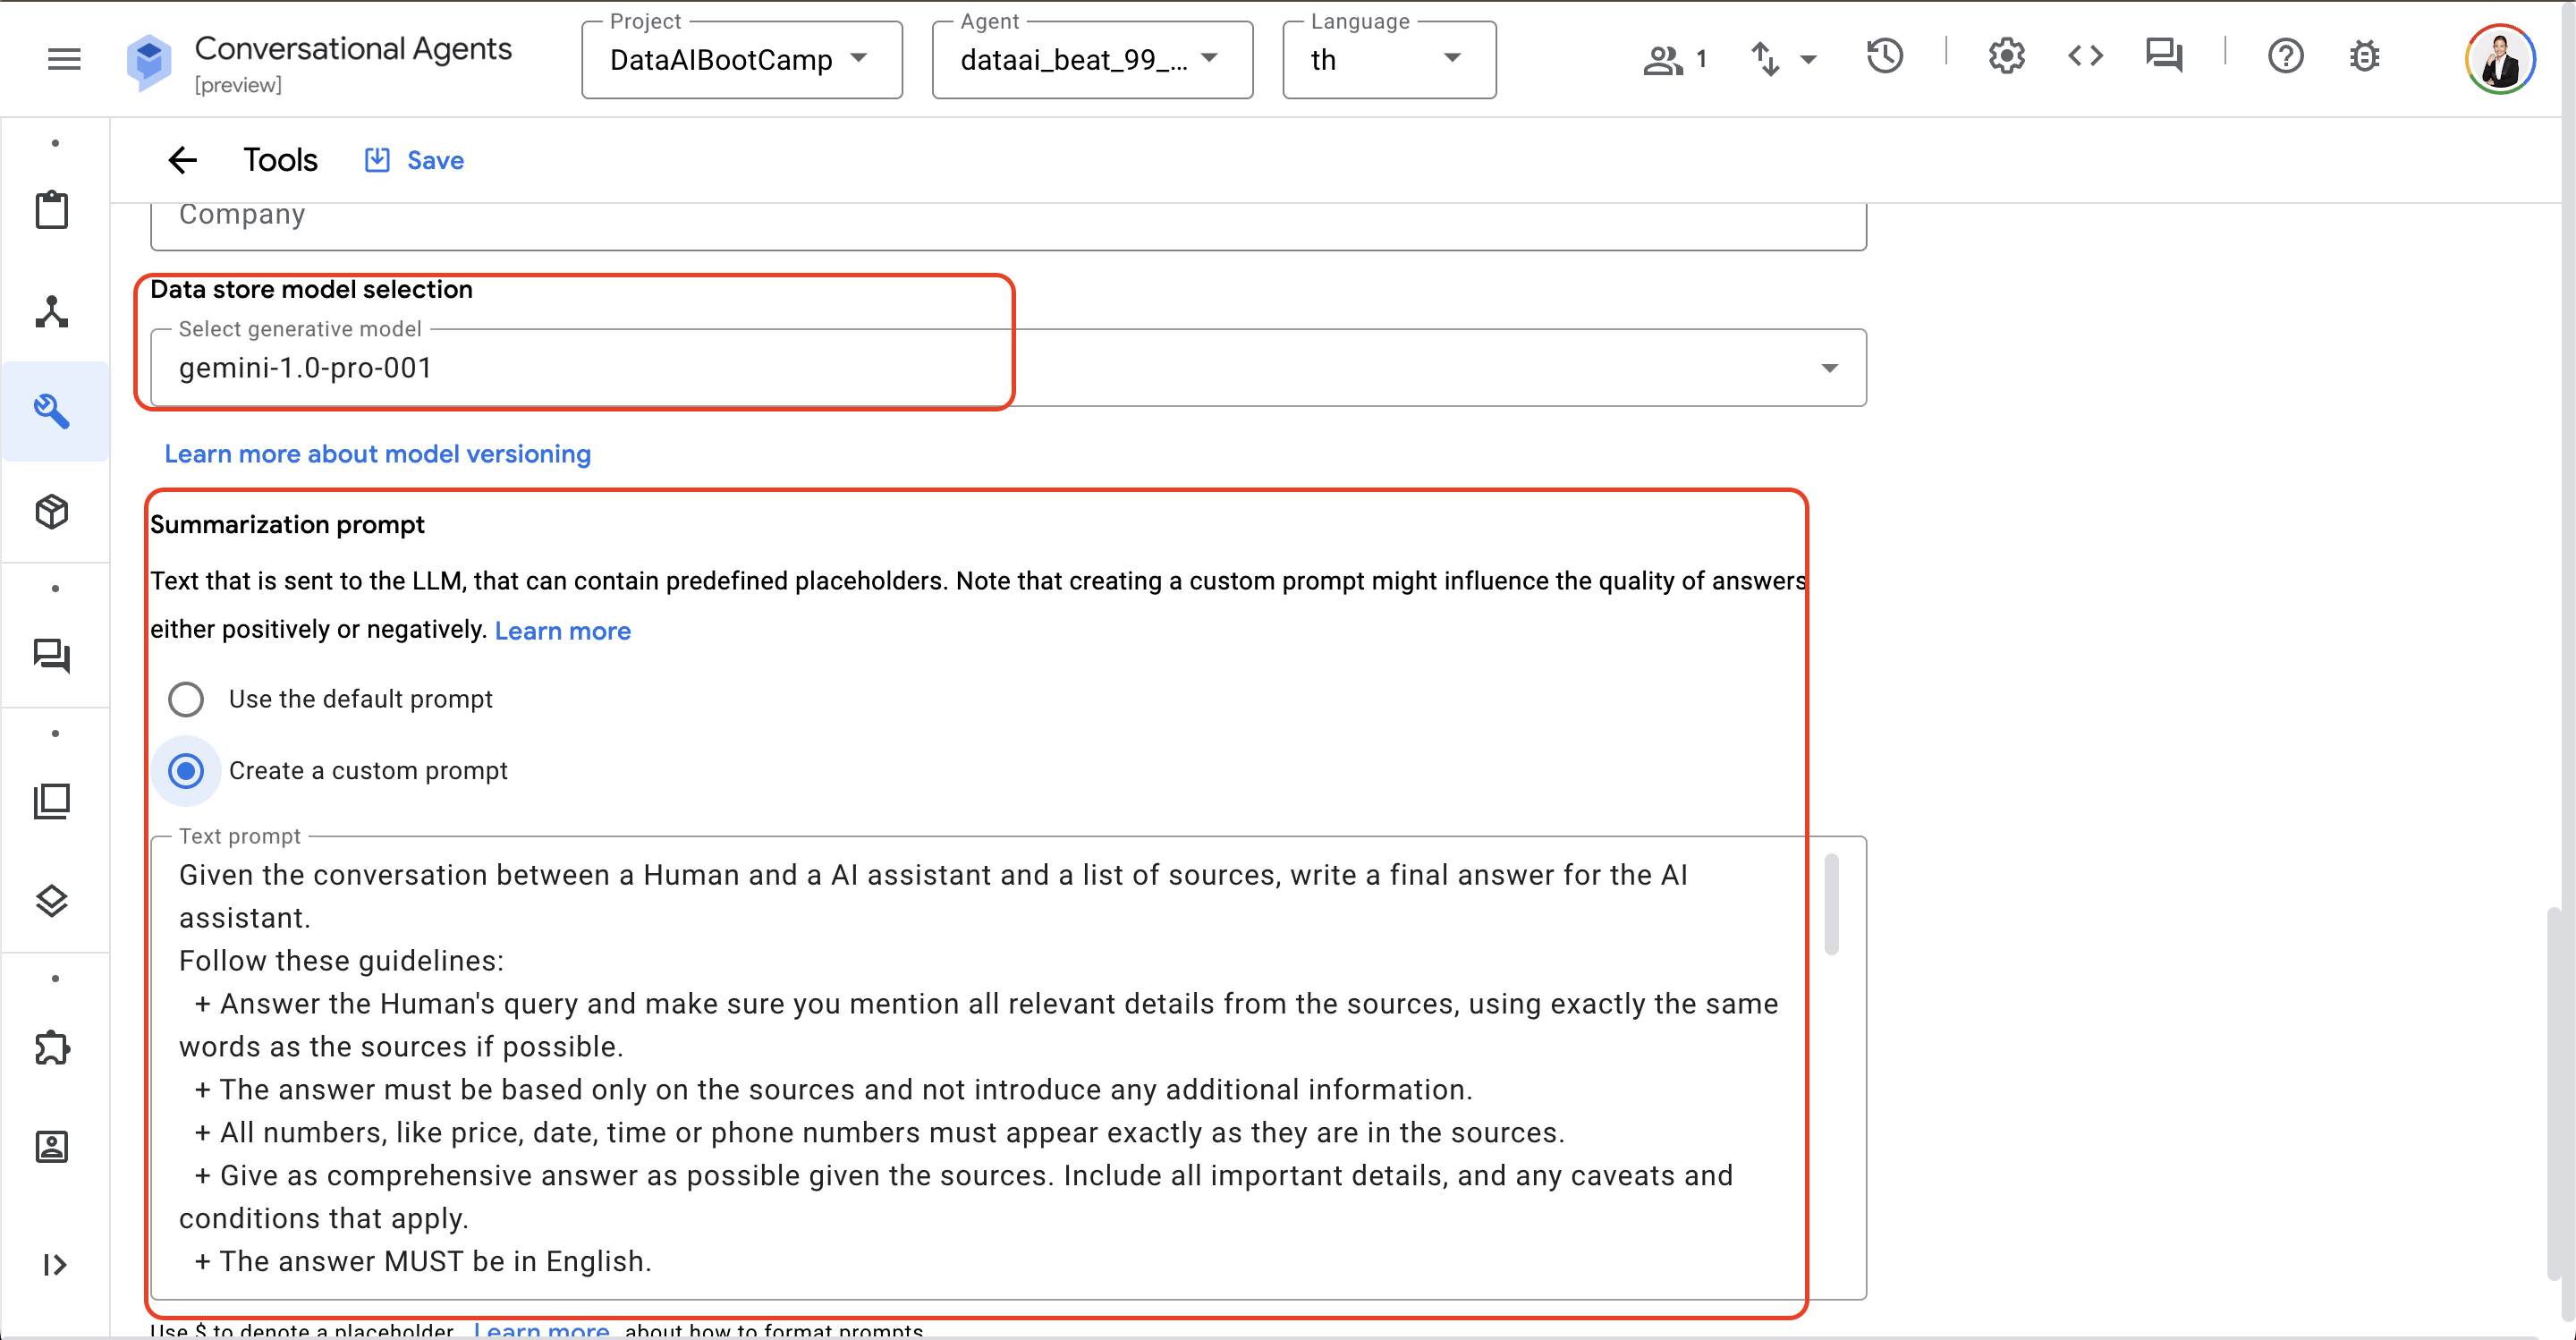 Conversational Agents
[preview]
Project
DataAIBootCamp
Agent
dataai_beat_99_...
Language
th
1
Tools
Save
Company
Data store model selection
Select generative model
gemini-1.0-pro-001
Learn more about model versioning
Summarization prompt
Text that is sent to the LLM, that can contain predefined placeholders. Note that creating a custom prompt might influence the quality of answers
either positively or negatively. Learn more
Use the default prompt
Create a custom prompt
Text prompt
Given the conversation between a Human and a AI assistant and a list of sources, write a final answer for the AI
assistant.
Follow these guidelines:
+ Answer the Human's query and make sure you mention all relevant details from the sources, using exactly the same
words as the sources if possible.
+ The answer must be based only on the sources and not introduce any additional information.
+ All numbers, like price, date, time or phone numbers must appear exactly as they are in the sources.
+ Give as comprehensive answer as possible given the sources. Include all important details, and any caveats and
conditions that apply.
+ The answer MUST be in English.
Use $ to denote a placeholder. Learn more about how to format prompts